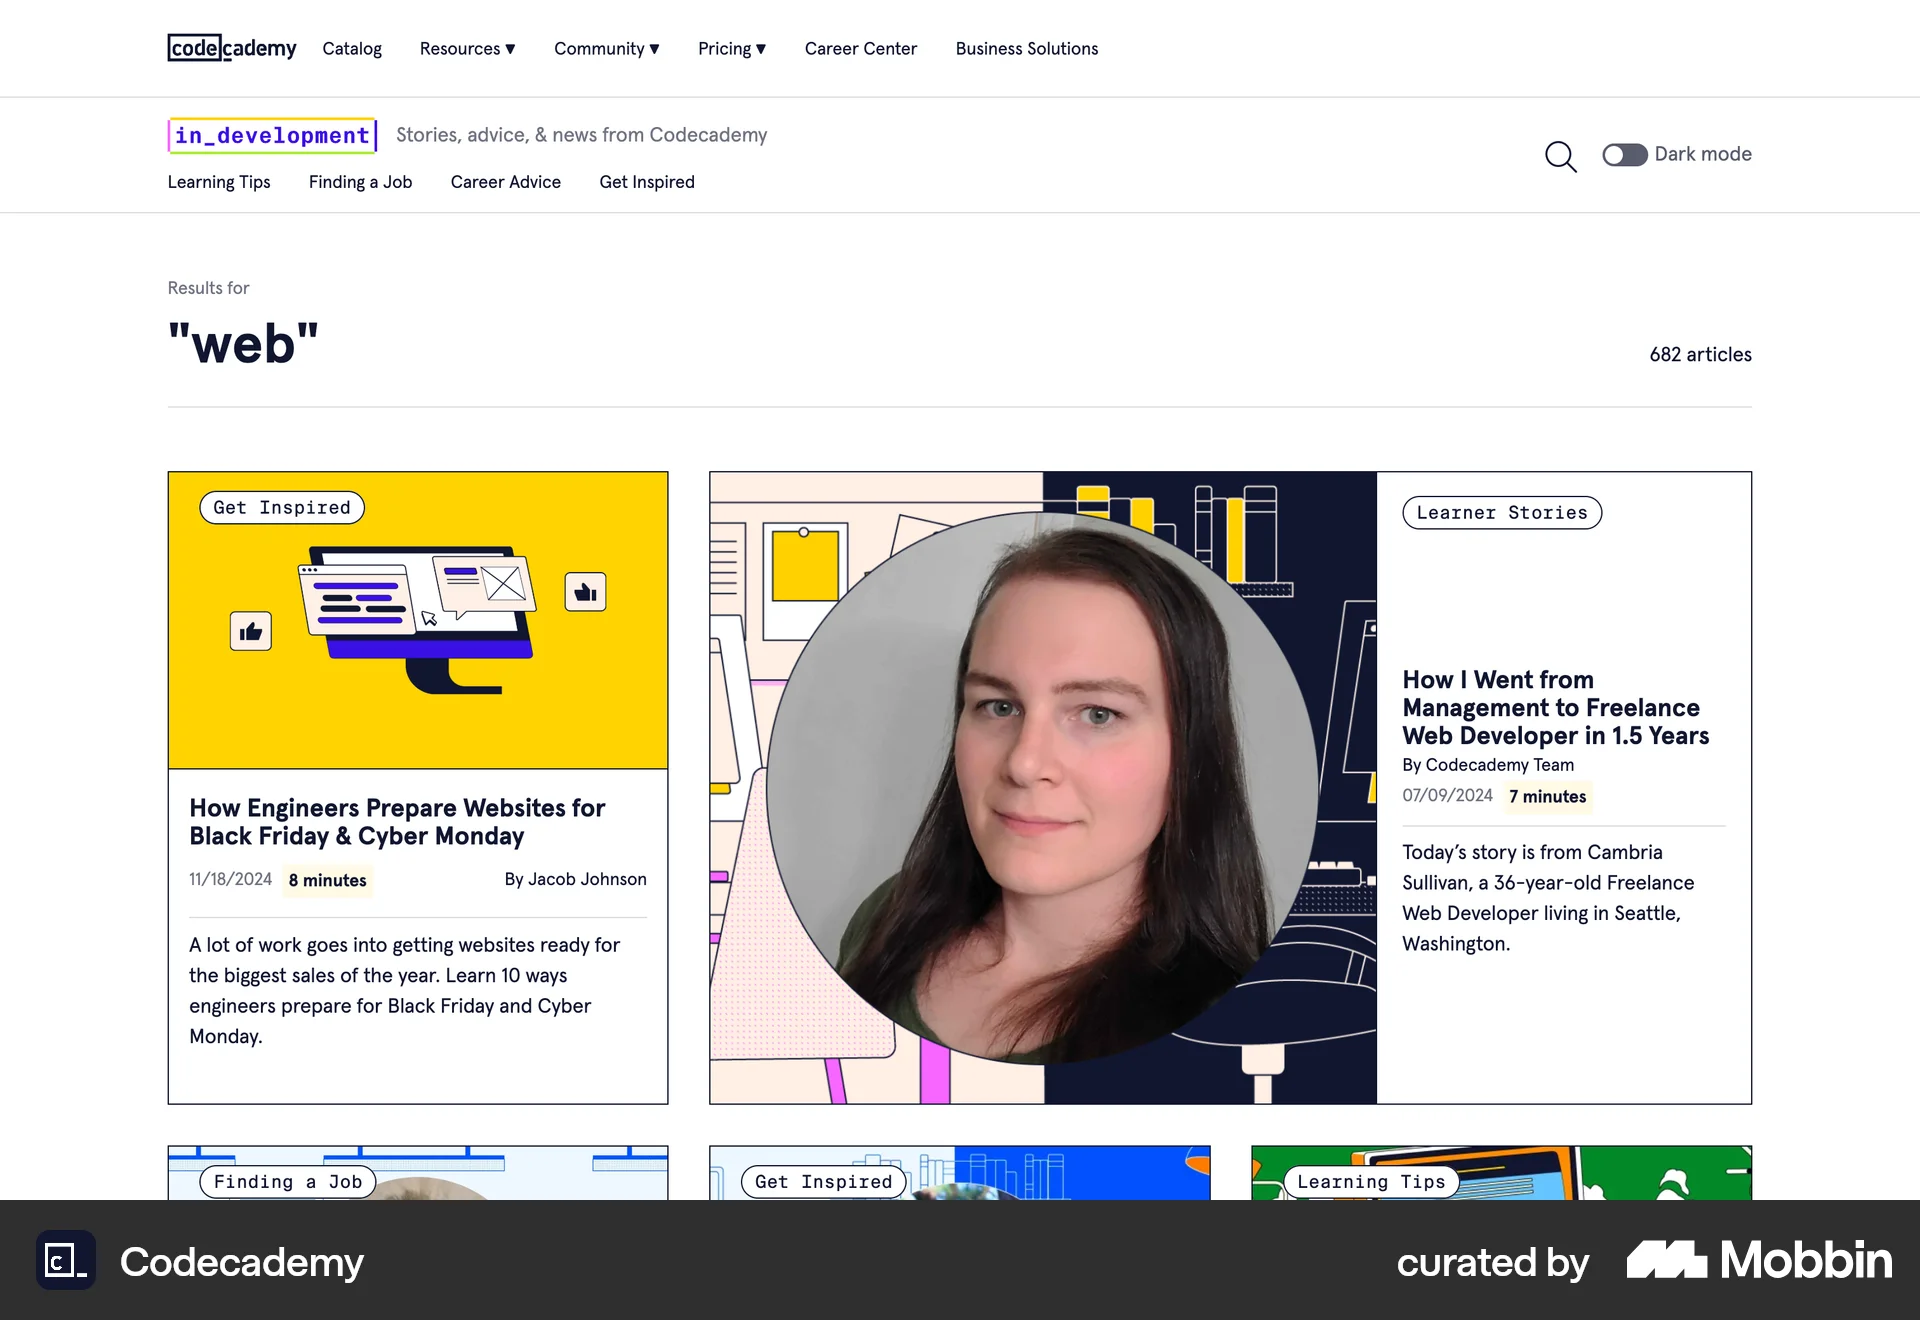 codecademy Catalog Resources ▾ Community ▾ Pricing ▾ Career Center Business Solutions
in_development Stories, advice, & news from Codecademy
Learning Tips Finding a Job Career Advice Get Inspired
Dark mode
Results for
"web"
682 articles
Get Inspired
How Engineers Prepare Websites for
Black Friday & Cyber Monday
11/18/2024 8 minutes By Jacob Johnson
A lot of work goes into getting websites ready for
the biggest sales of the year. Learn 10 ways
engineers prepare for Black Friday and Cyber
Monday.
Learner Stories
How I Went from
Management to Freelance
Web Developer in 1.5 Years
By Codecademy Team
07/09/2024 7 minutes
Today's story is from Cambria
Sullivan, a 36-year-old Freelance
Web Developer living in Seattle,
Washington.
Finding a Job
Get Inspired
Learning Tips
c_ Codecademy
curated by Mobbin